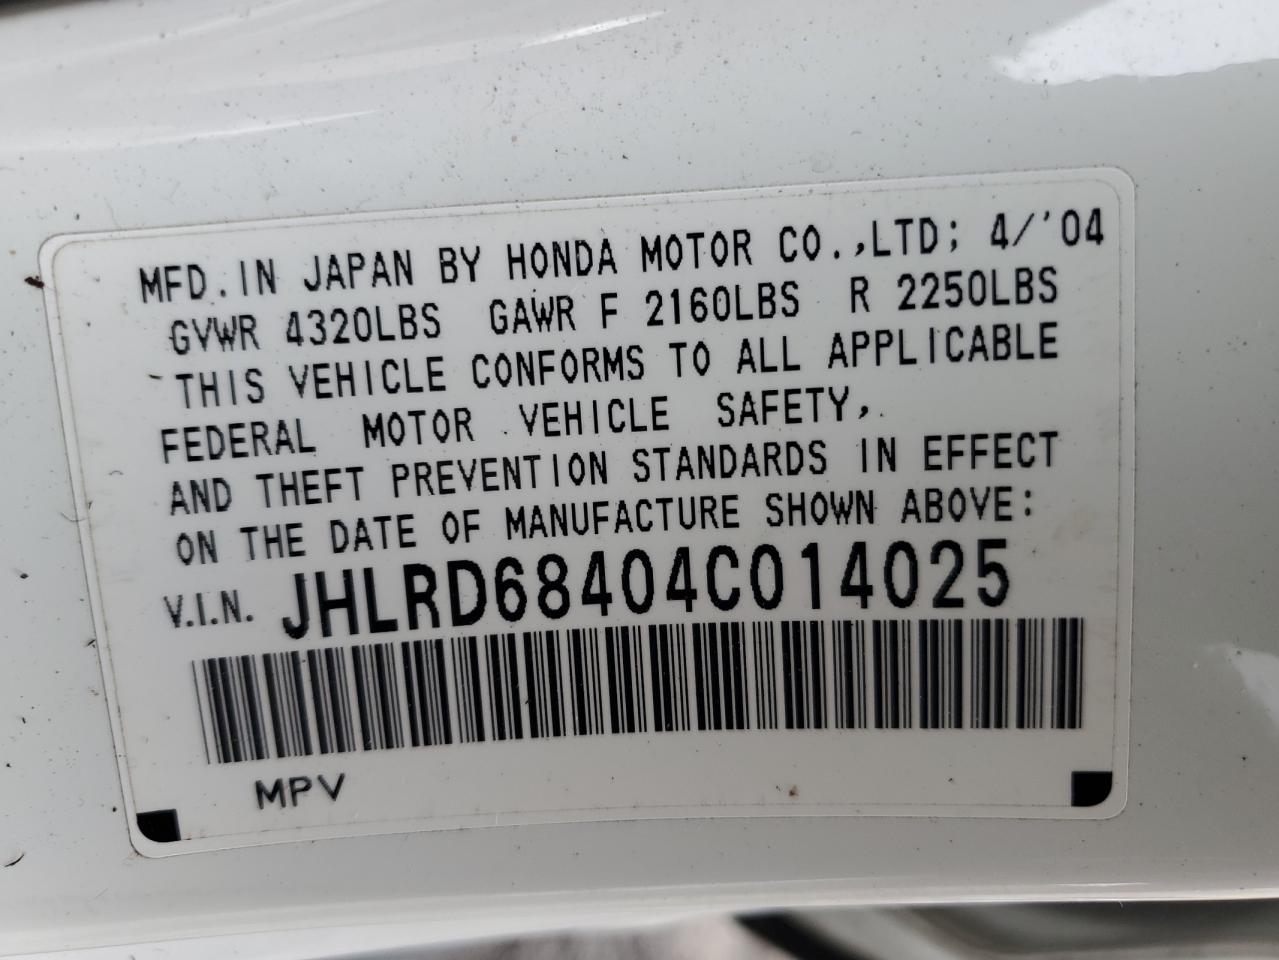 MFD. IN JAPAN BY HONDA MOTOR CO.,LTD; 4/'04
GVWR 4320LBS GAWR F 2160LBS R 2250LBS
THIS VEHICLE CONFORMS TO ALL APPLICABLE
FEDERAL MOTOR VEHICLE SAFETY,
AND THEFT PREVENTION STANDARDS IN EFFECT
ON THE DATE OF MANUFACTURE SHOWN ABOVE:
V.I.N. JHLRD68404C014025
MPV